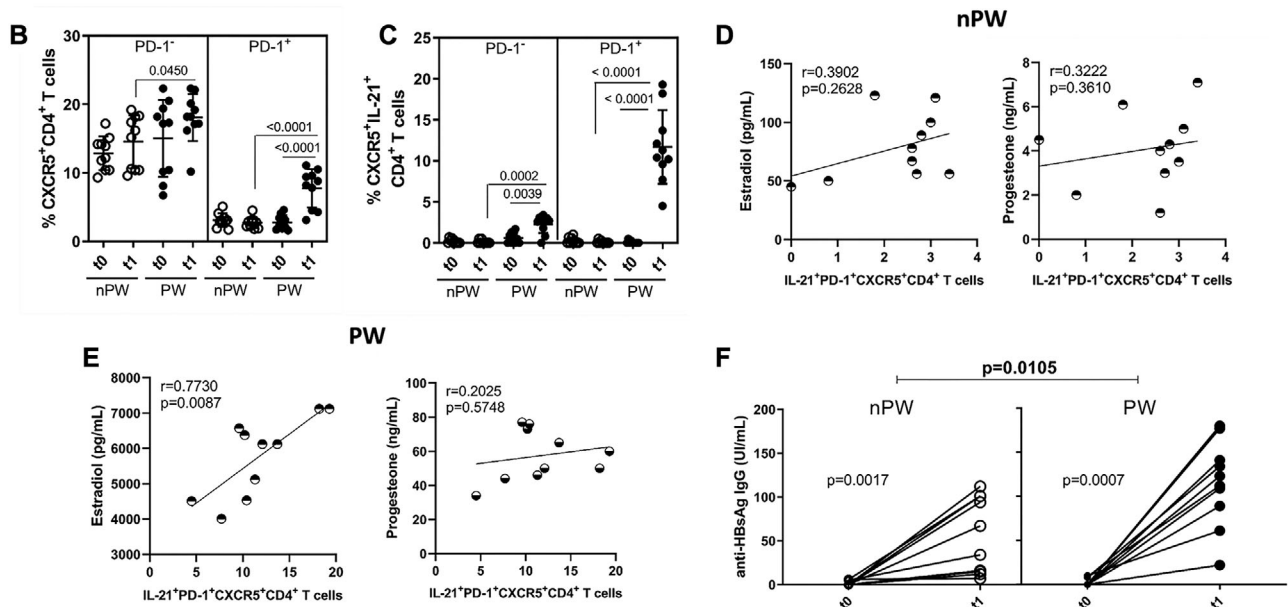 B
PD-1⁻ PD-1⁺
0.0450
<0.0001
<0.0001
% CXCR5⁺CD4⁺ T cells
30
20
10
0
t0 t1 t0 t1 t0 t1 t0 t1
nPW PW nPW PW
C
PD-1⁻ PD-1⁺
< 0.0001
< 0.0001
0.0002
0.0039
% CXCR5⁺IL-21⁺
CD4⁺ T cells
25
20
15
10
5
0
t0 t1 t0 t1 t0 t1 t0 t1
nPW PW nPW PW
nPW
D
r=0.3902
p=0.2628
Estradiol (pg/mL)
150
100
50
0
0 1 2 3 4
IL-21⁺PD-1⁺CXCR5⁺CD4⁺ T cells
r=0.3222
p=0.3610
Progesteone (ng/mL)
8
6
4
2
0
0 1 2 3 4
IL-21⁺PD-1⁺CXCR5⁺CD4⁺ T cells
PW
E
r=0.7730
p=0.0087
Estradiol (pg/mL)
8000
7000
6000
5000
4000
3000
0 5 10 15 20
IL-21⁺PD-1⁺CXCR5⁺CD4⁺ T cells
r=0.2025
p=0.5748
Progesteone (ng/mL)
100
80
60
40
20
0
0 5 10 15 20
IL-21⁺PD-1⁺CXCR5⁺CD4⁺ T cells
F
p=0.0105
nPW PW
p=0.0017 p=0.0007
anti-HBsAg IgG (UI/mL)
200
150
100
50
0
t0 t1 t0 t1